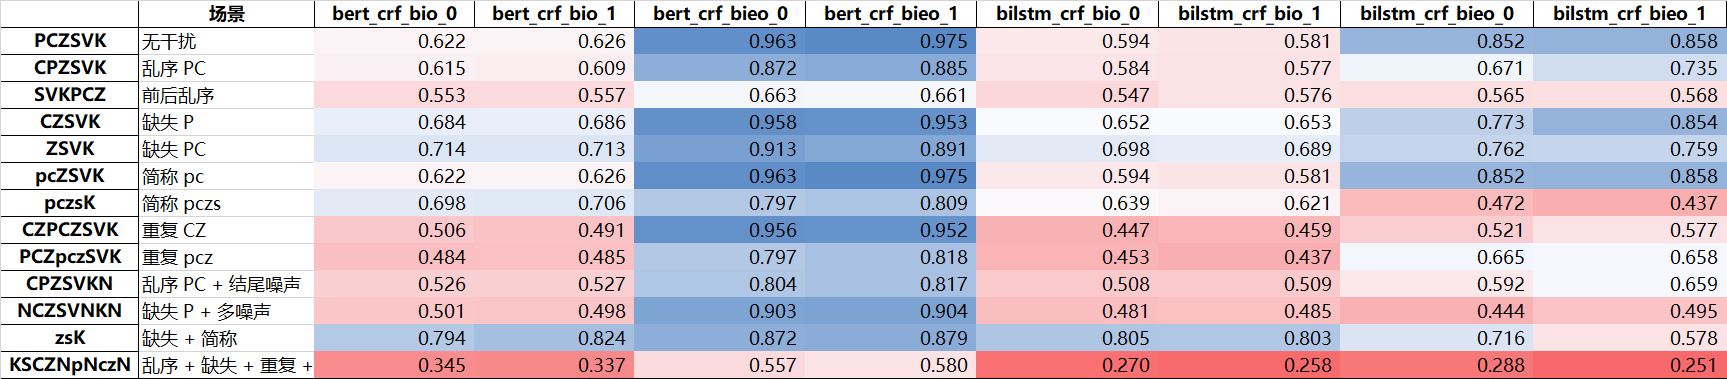 场景 bert_crf_bio_0 bert_crf_bio_1 bert_crf_bieo_0 bert_crf_bieo_1 bilstm_crf_bio_0 bilstm_crf_bio_1 bilstm_crf_bieo_0 bilstm_crf_bieo_1
PCZSVK 无干扰 0.622 0.626 0.963 0.975 0.594 0.581 0.852 0.858
CPZSVK 乱序 PC 0.615 0.609 0.872 0.885 0.584 0.577 0.671 0.735
SVKPCZ 前后乱序 0.553 0.557 0.663 0.661 0.547 0.576 0.565 0.568
CZSVK 缺失 P 0.684 0.686 0.958 0.953 0.652 0.653 0.773 0.854
ZSVK 缺失 PC 0.714 0.713 0.913 0.891 0.698 0.689 0.762 0.759
pcZSVK 简称 pc 0.622 0.626 0.963 0.975 0.594 0.581 0.852 0.858
pczsK 简称 pczs 0.698 0.706 0.797 0.809 0.639 0.621 0.472 0.437
CZPCZSVK 重复 CZ 0.506 0.491 0.956 0.952 0.447 0.459 0.521 0.577
PCZpczSVK 重复 pcz 0.484 0.485 0.797 0.818 0.453 0.437 0.665 0.658
CPZSVKN 乱序 PC + 结尾噪声 0.526 0.527 0.804 0.817 0.508 0.509 0.592 0.659
NCZSVNKN 缺失 P + 多噪声 0.501 0.498 0.903 0.904 0.481 0.485 0.444 0.495
zsK 缺失 + 简称 0.794 0.824 0.872 0.879 0.805 0.803 0.716 0.578
KSCZNpNczN 乱序 + 缺失 + 重复 + 0.345 0.337 0.557 0.580 0.270 0.258 0.288 0.251